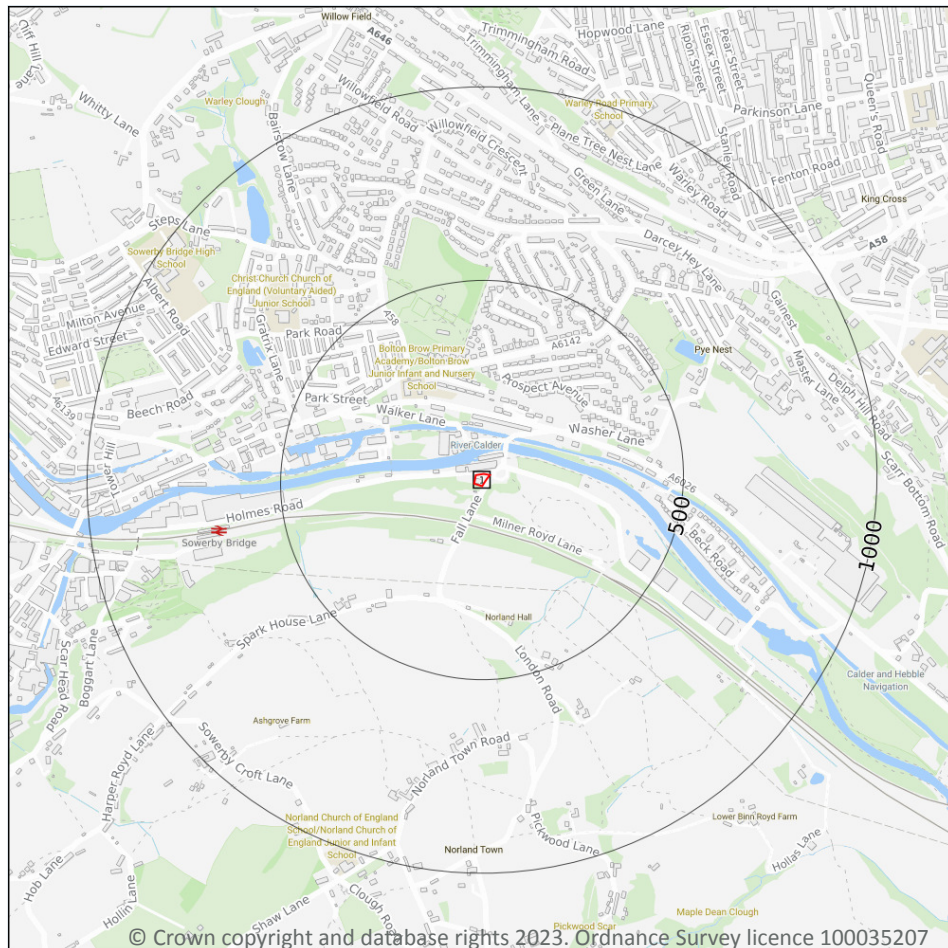 Willow Field
Hopwood Lane
A646
Trimmingham Road
Trimmingham Lane
Cliff Hill Lane
Whitty Lane
Warley Clough
Bairstow Lane
Willowfield Road
Willowfield Crescent
Ripon Street
Essex Street
Pear Street
Warley Road Primary
School
Parkinson Lane
Queen's Road
Plane Tree Nest Lane
Stanley Road
Green Lane
Warley Road
Fenton Road
King Cross
Steps Lane
Sowerby Bridge High
School
Darcey Hey Lane
A58
Christ Church Church of
England (Voluntary Aided)
Junior School
Albert Road
Milton Avenue
Edward Street
Gratrix Lane
Park Road
A58
A6142
Gainest
Pye Nest
Bolton Brow Primary
Academy/Bolton Brow
Junior Infant and Nursery
School
Master Lane
Delph Hill Road
Beech Road
Park Street
Prospect Avenue
A6139
Walker Lane
Washer Lane
River Calder
Tower Hill
Scarr Bottom Road
A6026
1
Holmes Road
500
Fall Lane
Milner Royd Lane
Beck Road
1000
Sowerby Bridge
Norland Hall
Spark House Lane
London Road
Boggart Lane
Scar Head Road
Calder and Hebble
Navigation
Ashgrove Farm
Sowerby Croft Lane
Norland Town Road
Harper Royd Lane
Norland Church of England
School/Norland Church of
England Junior and Infant
School
Lower Binn Royd Farm
Pickwood Lane
Hollas Lane
Norland Town
Hob Lane
Hollin Lane
Shaw Lane
Clough Road
Maple Dean Clough
Pickwood Scar
© Crown copyright and database rights 2023. Ordnance Survey licence 100035207